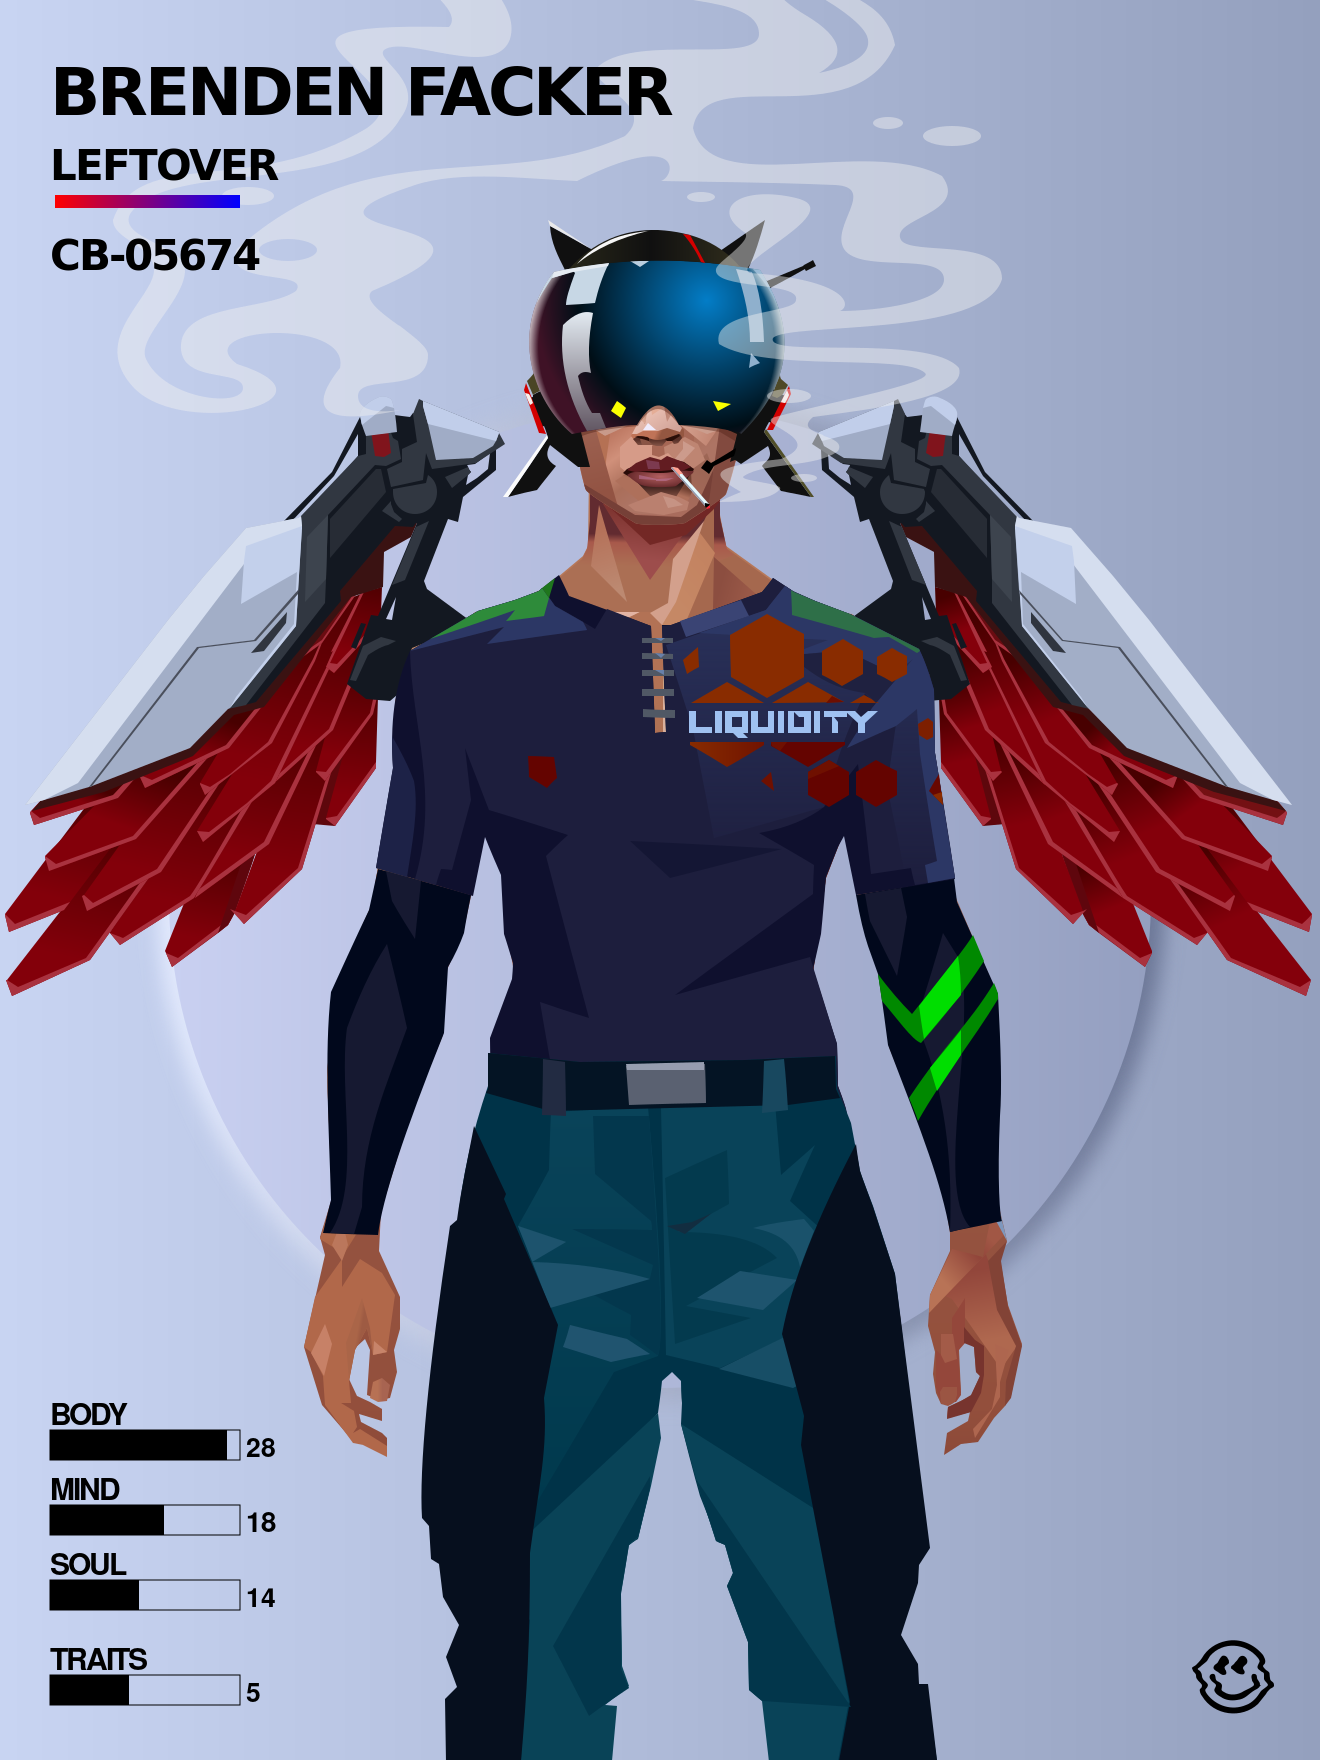 BRENDEN FACKER
LEFTOVER
CB-05674
LIQUIDITY
BODY
28
MIND
18
SOUL
14
TRAITS
5